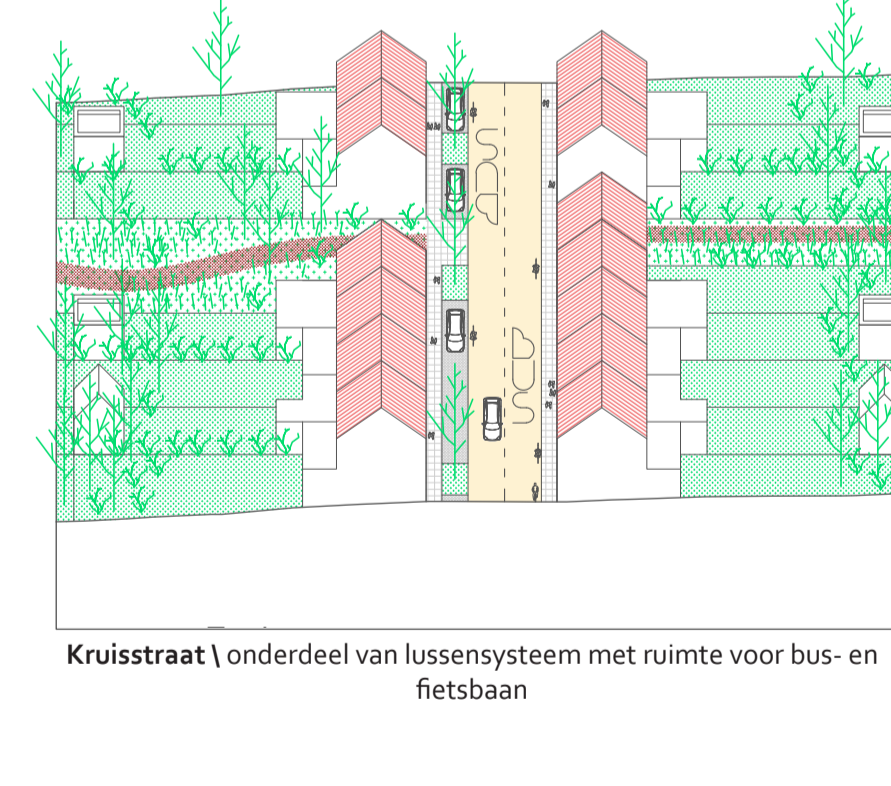 BUS
BUS
Kruisstraat \ onderdeel van lussensysteem met ruimte voor bus- en
fietsbaan